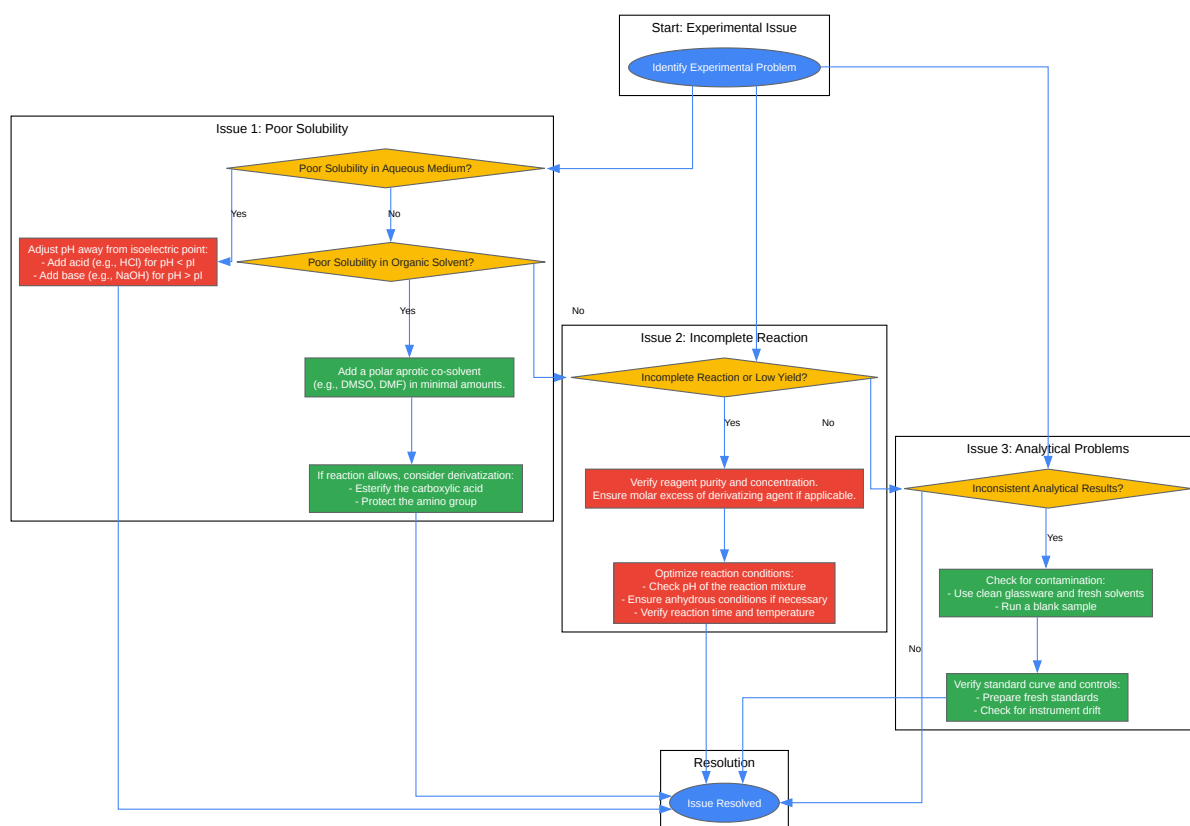 Start: Experimental Issue
Identify Experimental Problem
Issue 1: Poor Solubility
Poor Solubility in Aqueous Medium?
Yes
No
Adjust pH away from isoelectric point:
- Add acid (e.g., HCl) for pH < pI
- Add base (e.g., NaOH) for pH > pI
Poor Solubility in Organic Solvent?
Yes
No
Add a polar aprotic co-solvent
(e.g., DMSO, DMF) in minimal amounts.
If reaction allows, consider derivatization:
- Esterify the carboxylic acid
- Protect the amino group
Issue 2: Incomplete Reaction
Incomplete Reaction or Low Yield?
Yes
No
Verify reagent purity and concentration.
Ensure molar excess of derivatizing agent if applicable.
Optimize reaction conditions:
- Check pH of the reaction mixture
- Ensure anhydrous conditions if necessary
- Verify reaction time and temperature
Issue 3: Analytical Problems
Inconsistent Analytical Results?
Yes
Check for contamination:
- Use clean glassware and fresh solvents
- Run a blank sample
No
Verify standard curve and controls:
- Prepare fresh standards
- Check for instrument drift
Resolution
Issue Resolved